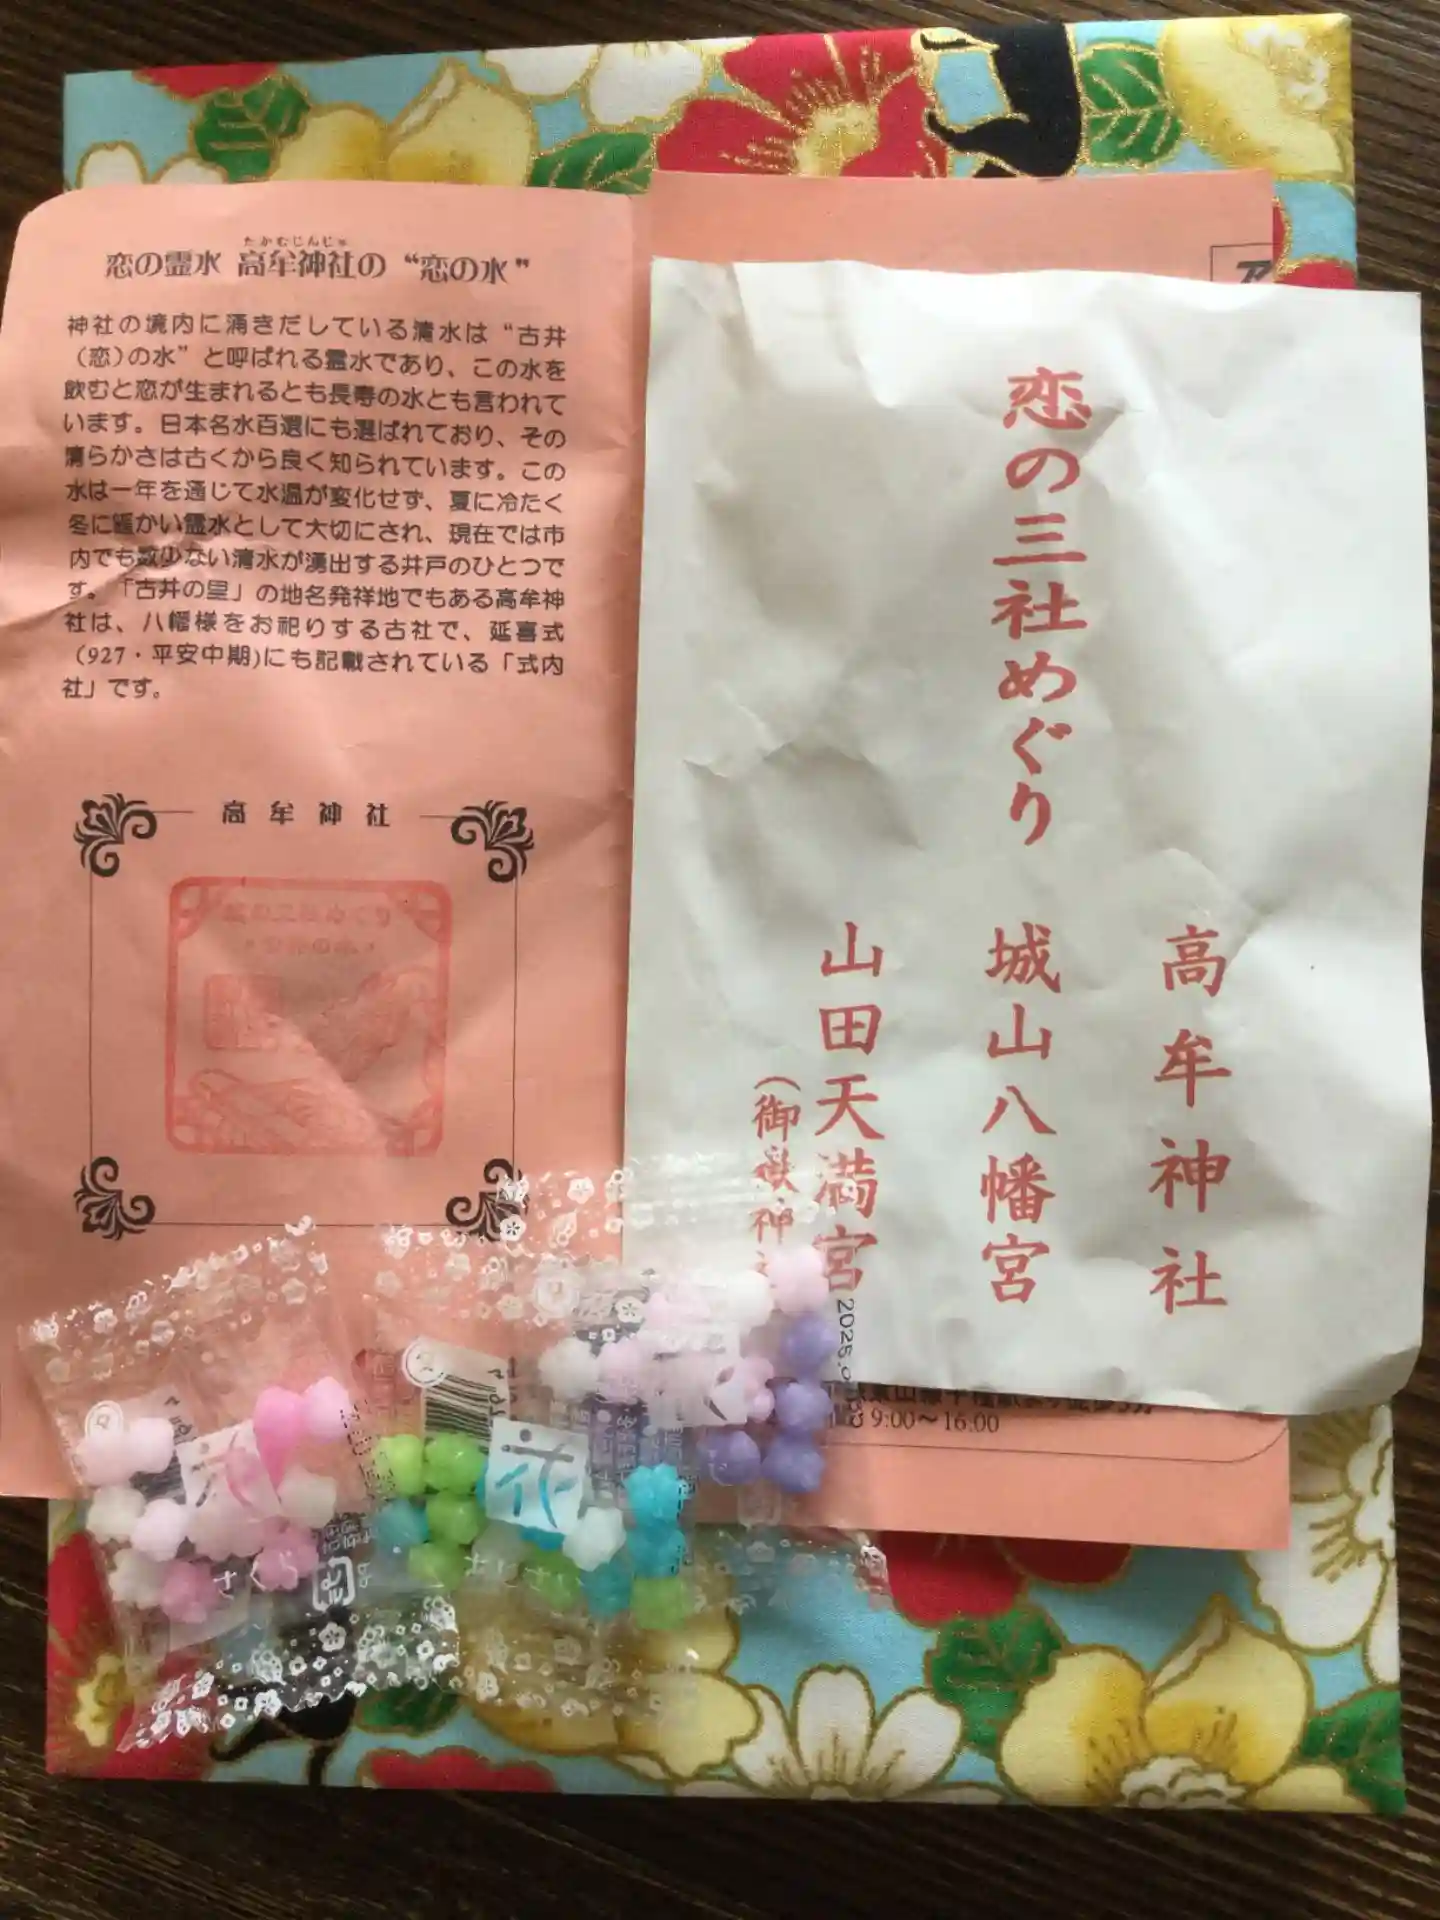 たかむじんじゃ
恋の霊水 高牟神社の “恋の水”
神社の境内に涌きだしている清水は“古井
（恋)の水”と呼ばれる霊水であり、この水を
飲むと恋が生まれるとも長寿の水とも言われて
います。日本名水百選にも選ばれており、その
清らかさは古くから良く知られています。この
水は一年を通じて水温が変化せず、夏に冷たく
冬に暖かい霊水として大切にされ、現在では市
内でも数少ない清水が湧出する井戸のひとつで
す。「古井の里」の地名発祥地でもある高牟神
社は、八幡様をお祀りする古社で、延喜式
（927・平安中期)にも記載されている「式内
社」です。
高牟神社
恋の三社めぐり
高牟神社
城山八幡宮
山田天満宮
（御嶽神
2025.
9:00〜16:00
花
さくら
花
あじさい